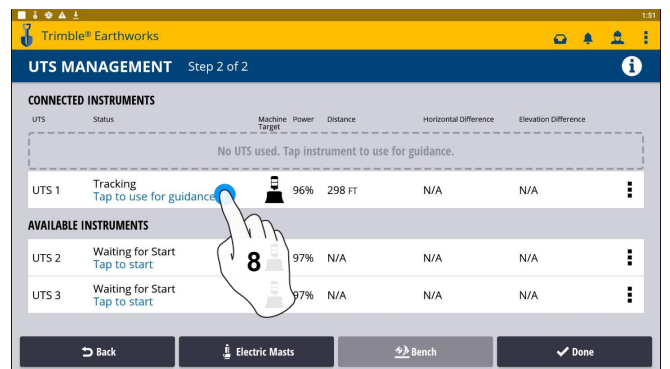 1:51
Trimble® Earthworks
UTS MANAGEMENT Step 2 of 2
CONNECTED INSTRUMENTS
UTS Status Machine Target Power Distance Horizontal Difference Elevation Difference
No UTS used. Tap instrument to use for guidance.
UTS 1 Tracking 96% 298 FT N/A N/A
Tap to use for guidance
AVAILABLE INSTRUMENTS
UTS 2 Waiting for Start 97% N/A N/A N/A
Tap to start
8
UTS 3 Waiting for Start 97% N/A N/A N/A
Tap to start
Back Electric Masts Bench Done